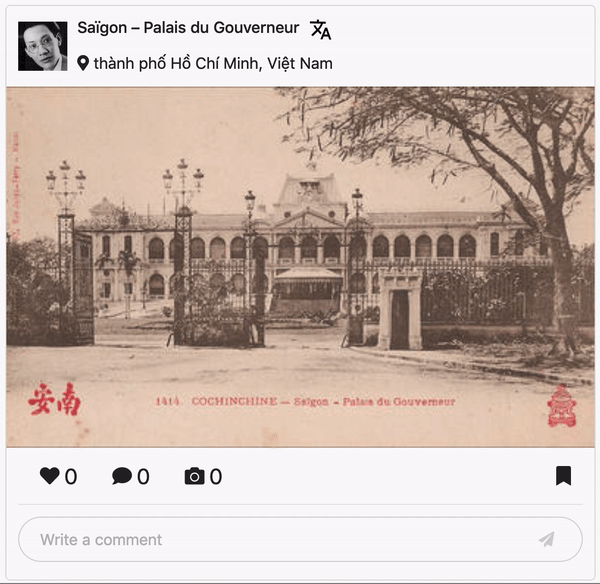 Saïgon – Palais du Gouverneur
thành phố Hồ Chí Minh, Việt Nam
安南
1414. COCHINCHINE — Saïgon – Palais du Gouverneur
0
0
0
Write a comment